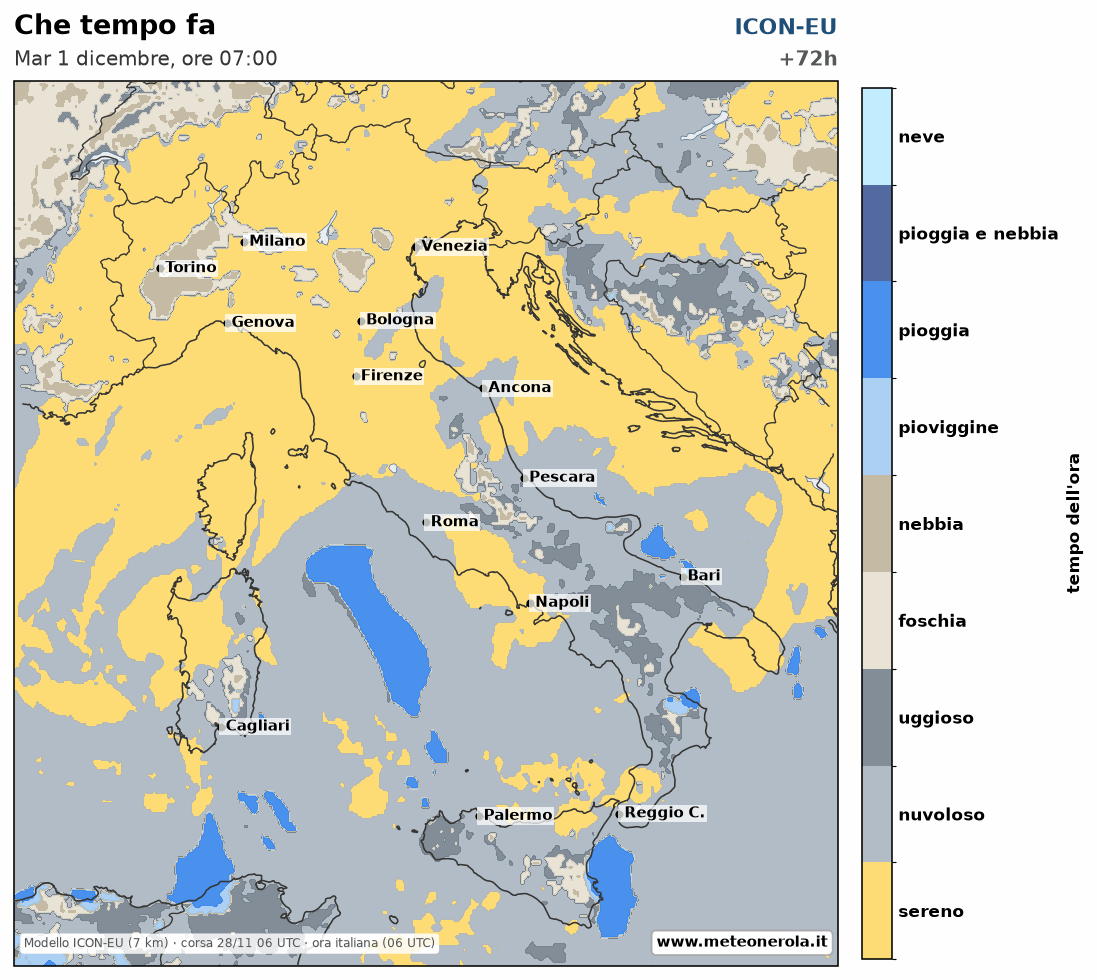 Che tempo fa
ICON-EU
Mar 1 dicembre, ore 07:00
+72h
neve
pioggia e nebbia
pioggia
pioviggine
nebbia
foschia
uggioso
nuvoloso
sereno
tempo dell'ora
Milano
Venezia
Torino
Genova
Bologna
Firenze
Ancona
Pescara
Roma
Bari
Napoli
Cagliari
Palermo
Reggio C.
Modello ICON-EU (7 km) · corsa 28/11 06 UTC · ora italiana (06 UTC)
www.meteonerola.it